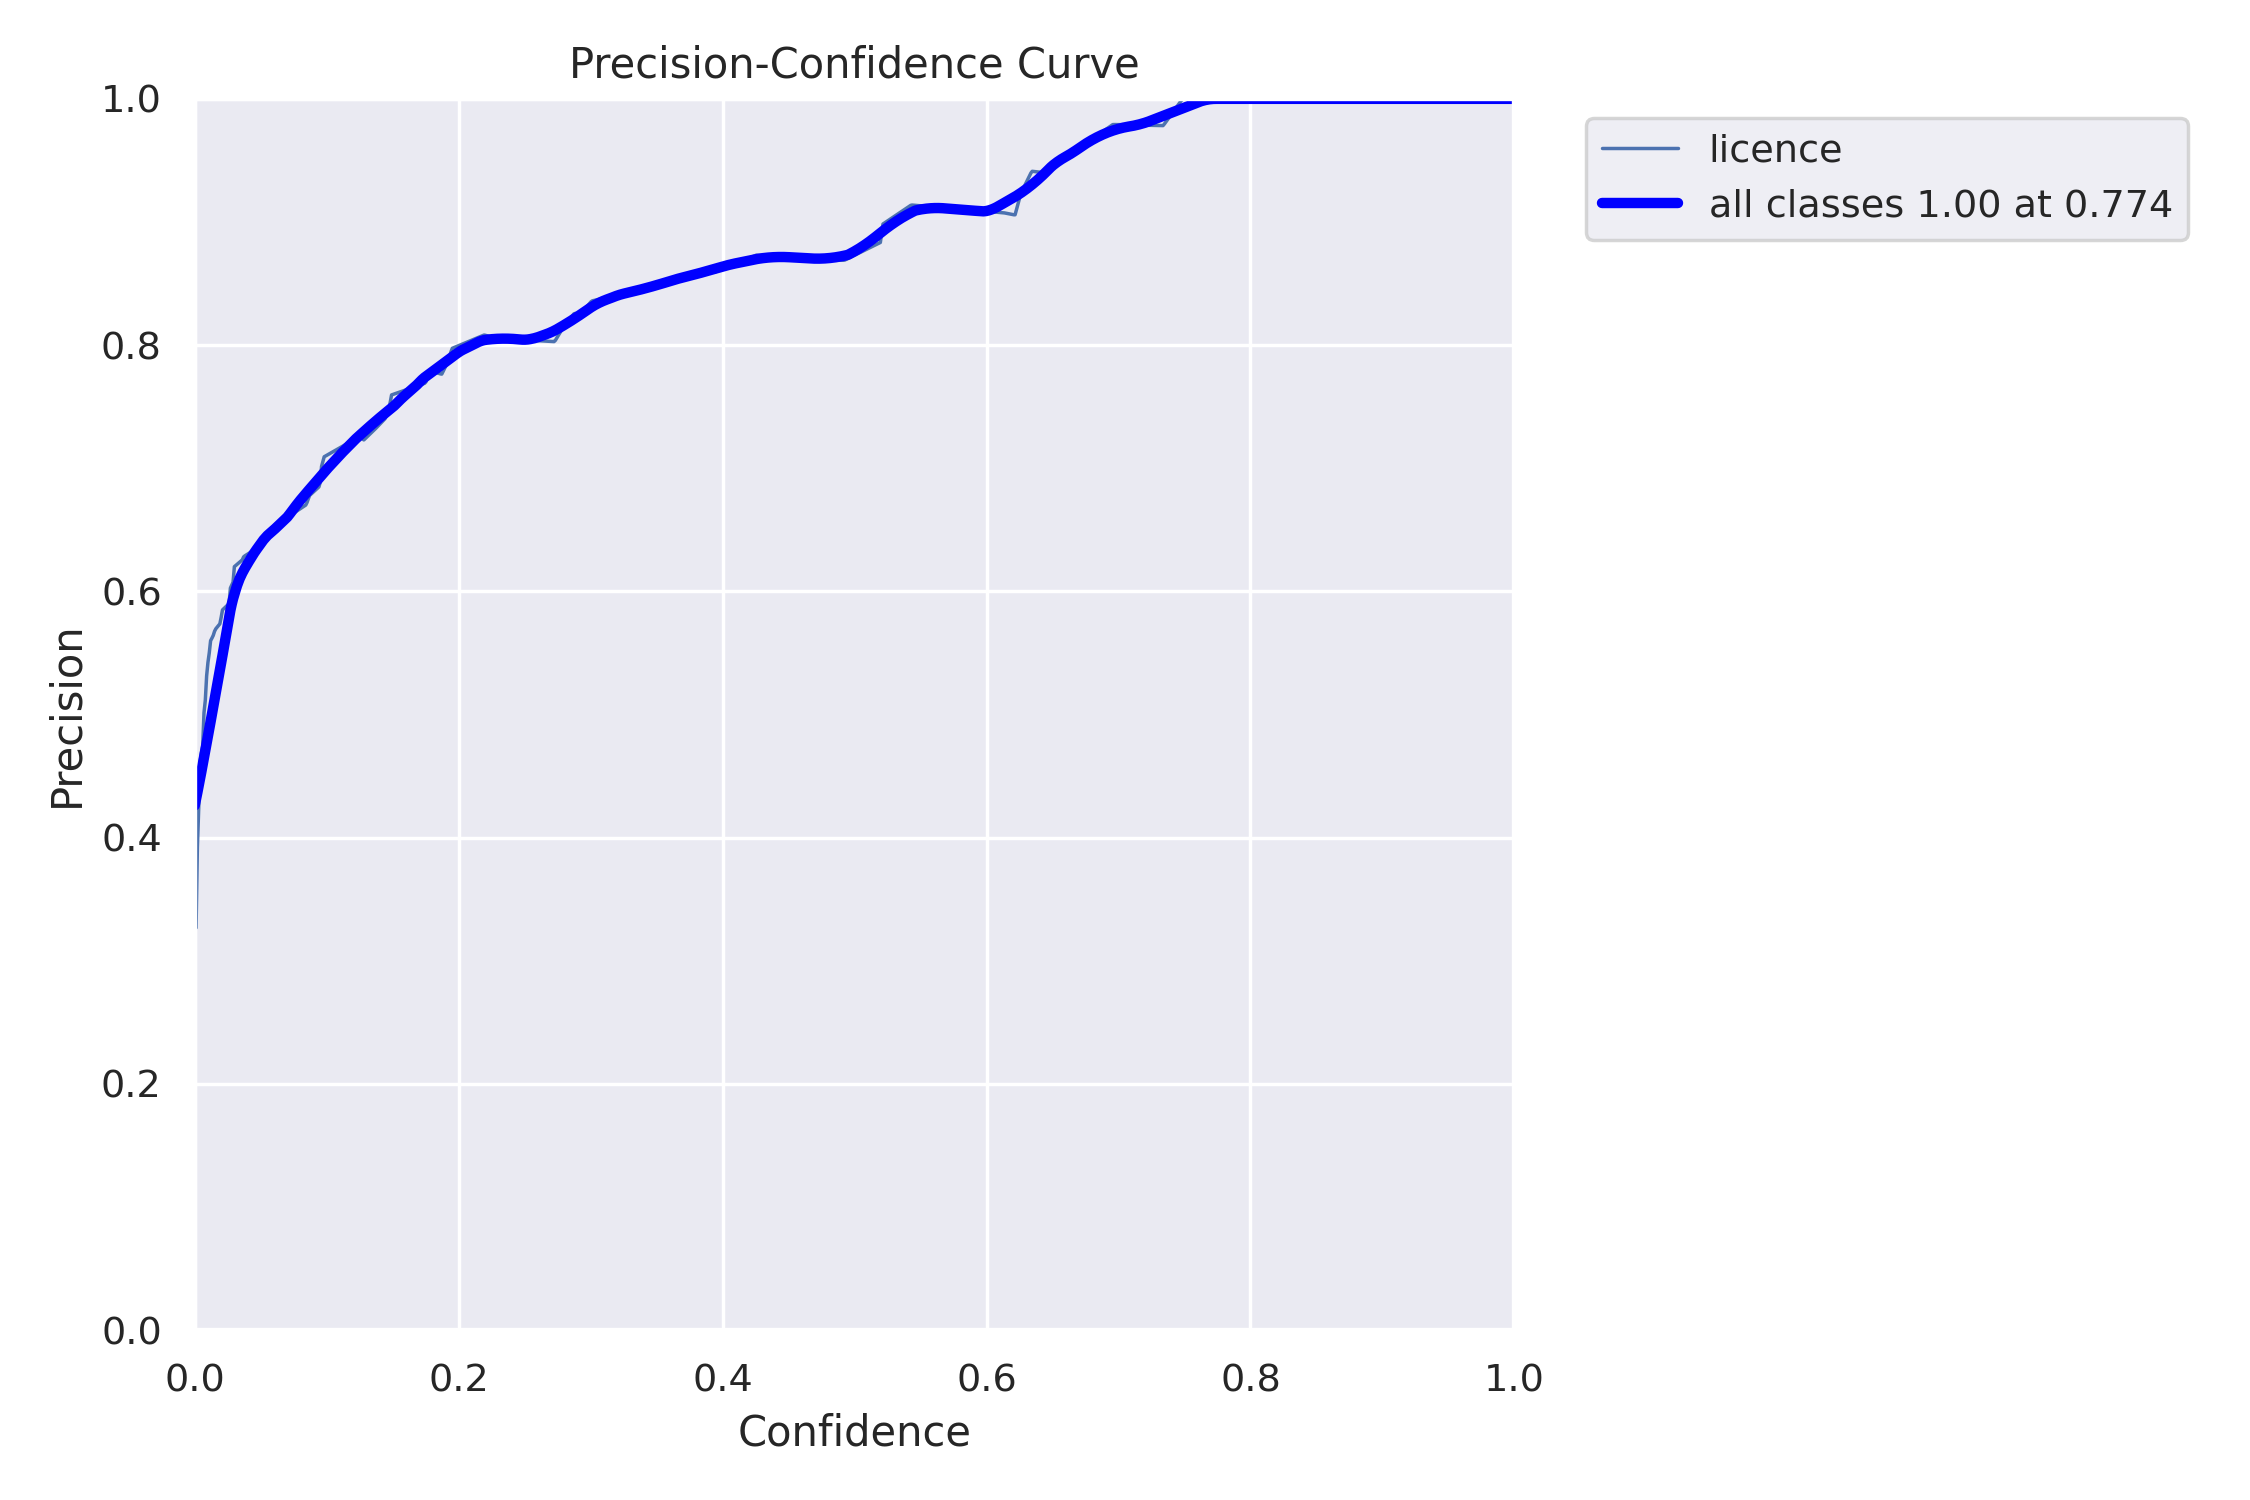 Precision-Confidence Curve
1.0
0.8
0.6
0.4
0.2
0.0
Precision
0.0 0.2 0.4 0.6 0.8 1.0
Confidence
licence
all classes 1.00 at 0.774